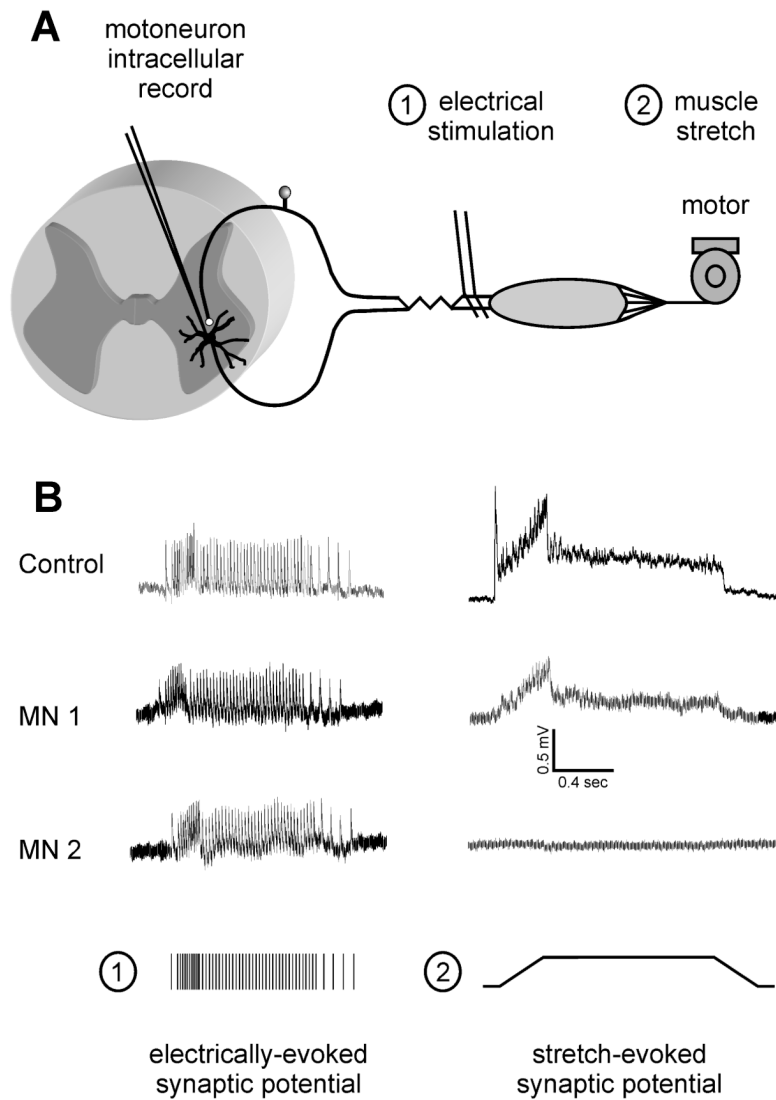 A
motoneuron
intracellular
record
1 electrical
stimulation
2 muscle
stretch
motor
B
Control
MN 1
0.5 mV
0.4 sec
MN 2
1
2
electrically-evoked
synaptic potential
stretch-evoked
synaptic potential